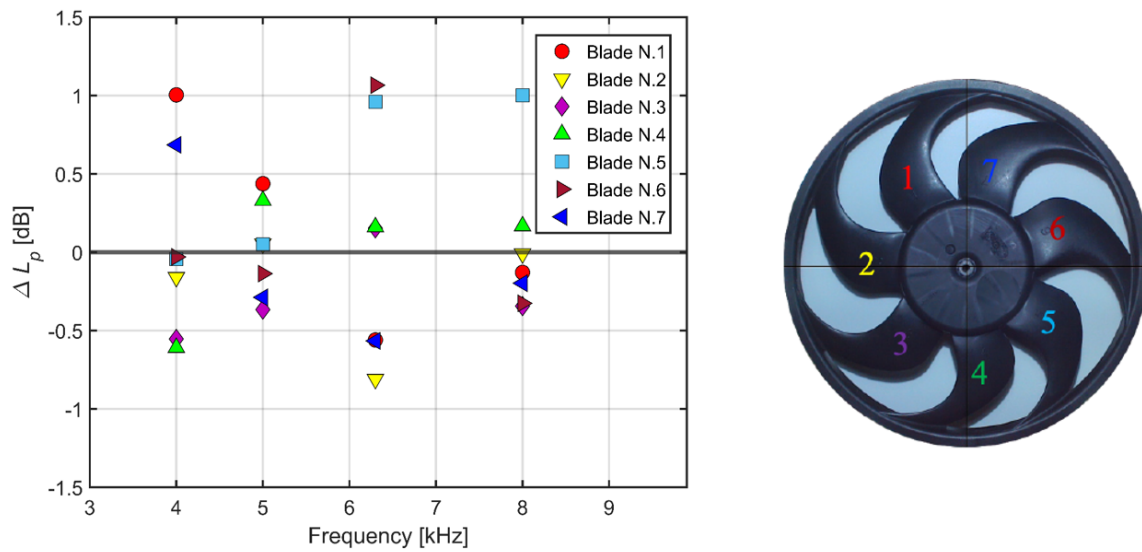 1.5
1
0.5
0
-0.5
-1
-1.5
Δ Lp [dB]
3 4 5 6 7 8 9
Frequency [kHz]
Blade N.1
Blade N.2
Blade N.3
Blade N.4
Blade N.5
Blade N.6
Blade N.7
1 7
6
2
5
3
4